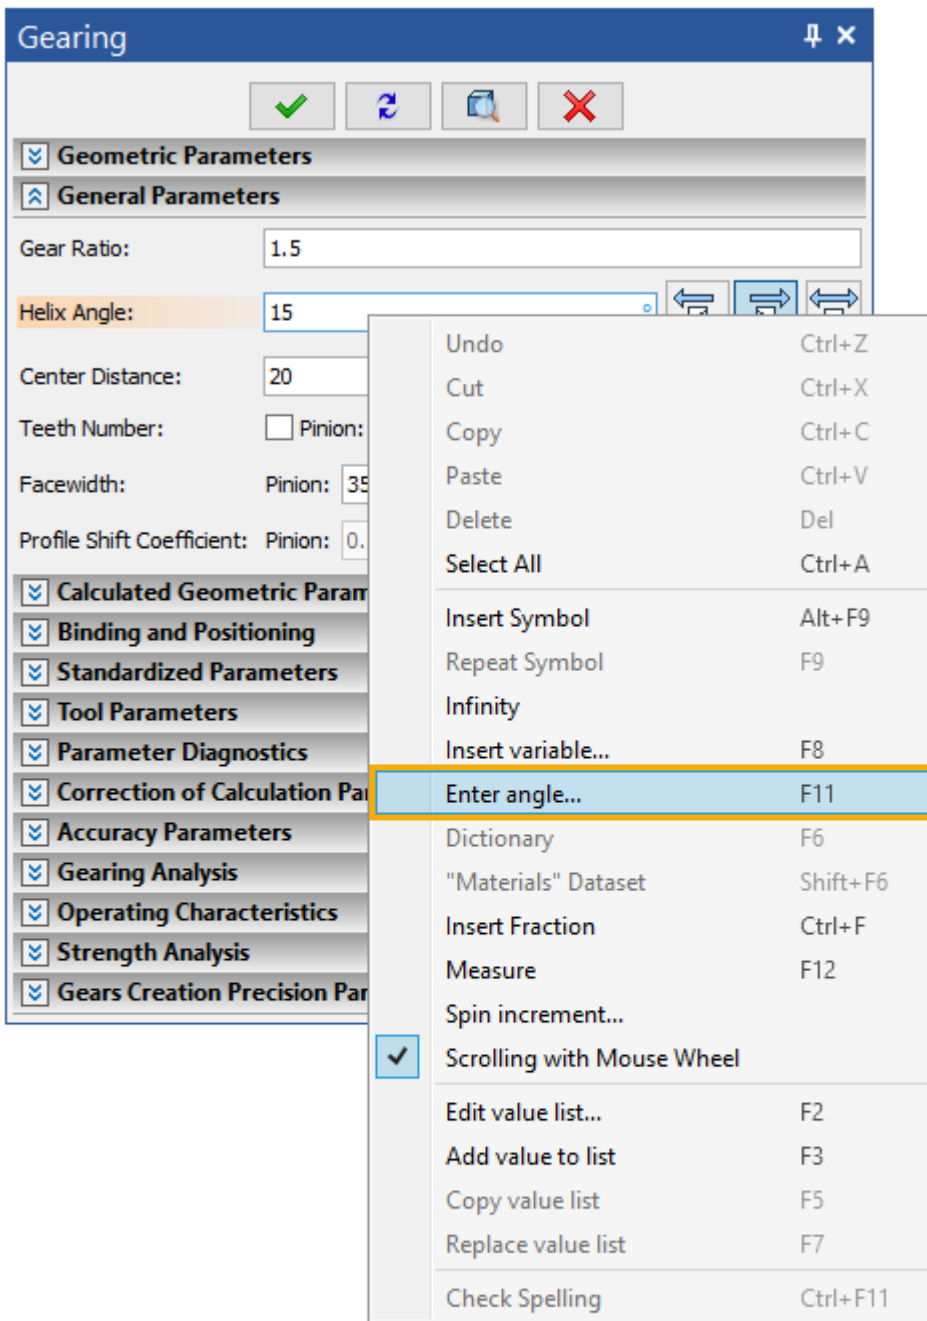 Gearing
Geometric Parameters
General Parameters
Gear Ratio: 1.5
Helix Angle: 15 °
Center Distance: 20
Teeth Number: Pinion:
Facewidth: Pinion: 35
Profile Shift Coefficient: Pinion: 0.
Calculated Geometric Param
Binding and Positioning
Standardized Parameters
Tool Parameters
Parameter Diagnostics
Correction of Calculation Pa
Accuracy Parameters
Gearing Analysis
Operating Characteristics
Strength Analysis
Gears Creation Precision Par
Undo Ctrl+Z
Cut Ctrl+X
Copy Ctrl+C
Paste Ctrl+V
Delete Del
Select All Ctrl+A
Insert Symbol Alt+F9
Repeat Symbol F9
Infinity
Insert variable... F8
Enter angle... F11
Dictionary F6
"Materials" Dataset Shift+F6
Insert Fraction Ctrl+F
Measure F12
Spin increment...
Scrolling with Mouse Wheel
Edit value list... F2
Add value to list F3
Copy value list F5
Replace value list F7
Check Spelling Ctrl+F11